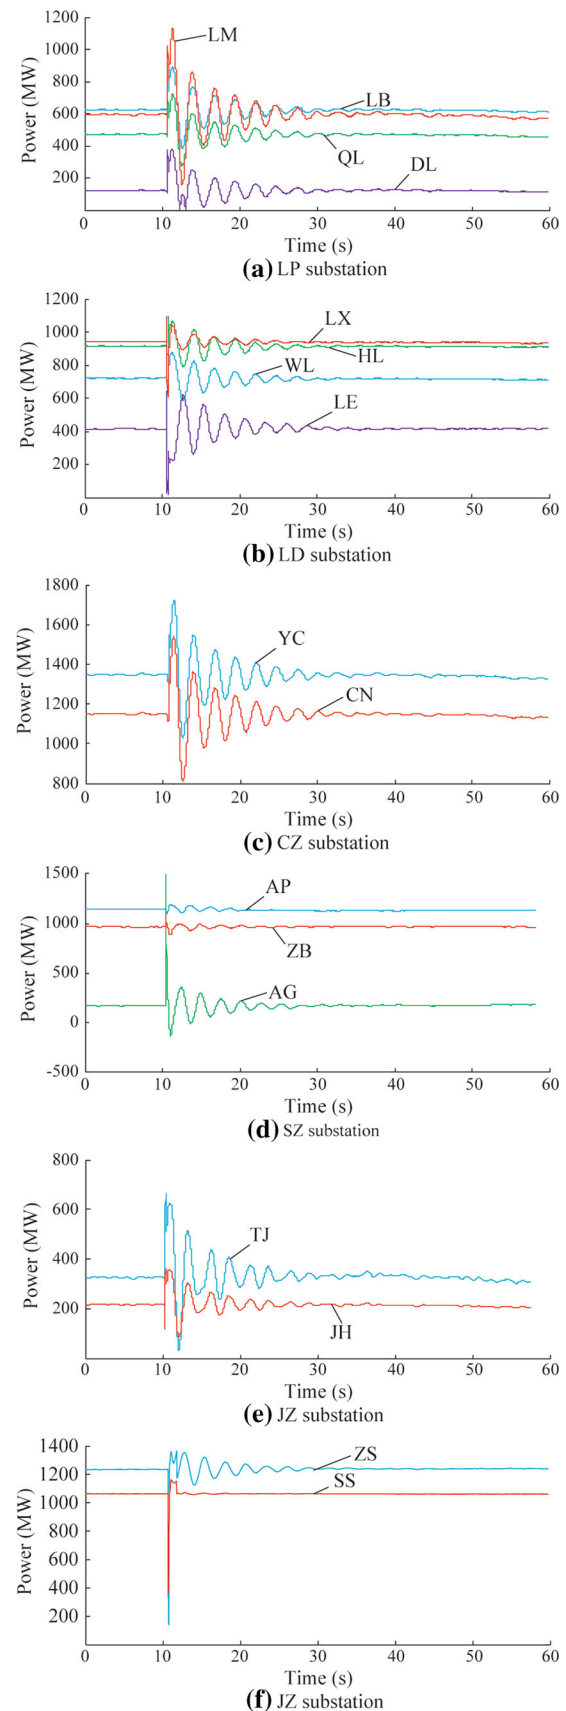 1200
1000
800
600
400
200
0 10 20 30 40 50 60
Power (MW)
LM
LB
QL
DL
Time (s)
(a) LP substation
1200
1000
800
600
400
200
0 10 20 30 40 50 60
Power (MW)
LX
HL
WL
LE
Time (s)
(b) LD substation
1800
1600
1400
1200
1000
800
0 10 20 30 40 50 60
Power (MW)
YC
CN
Time (s)
(c) CZ substation
1500
1000
500
0
-500
0 10 20 30 40 50 60
Power (MW)
AP
ZB
AG
Time (s)
(d) SZ substation
800
600
400
200
0 10 20 30 40 50 60
Power (MW)
TJ
JH
Time (s)
(e) JZ substation
1400
1200
1000
800
600
400
200
0 10 20 30 40 50 60
Power (MW)
ZS
SS
Time (s)
(f) JZ substation